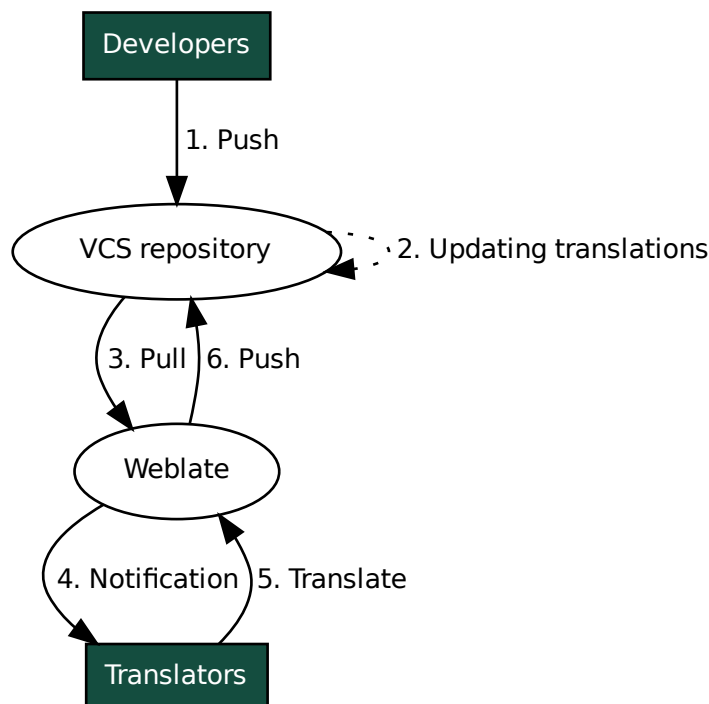 Developers
1. Push
VCS repository
2. Updating translations
3. Pull
6. Push
Weblate
4. Notification
5. Translate
Translators